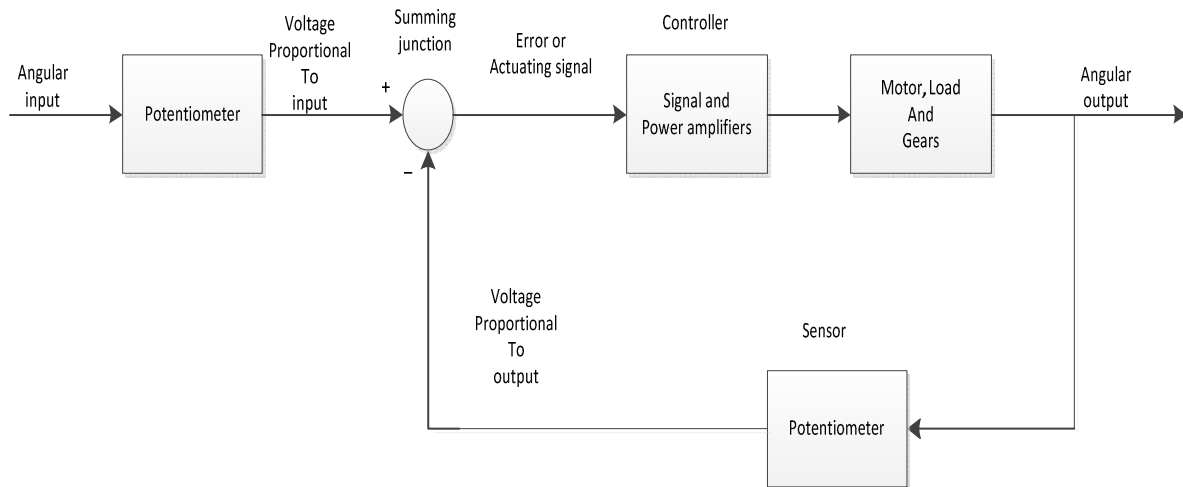 Angular
input
Potentiometer
Voltage
Proportional
To
input
+
−
Summing
junction
Error or
Actuating signal
Controller
Signal and
Power amplifiers
Motor, Load
And
Gears
Angular
output
Voltage
Proportional
To
output
Sensor
Potentiometer